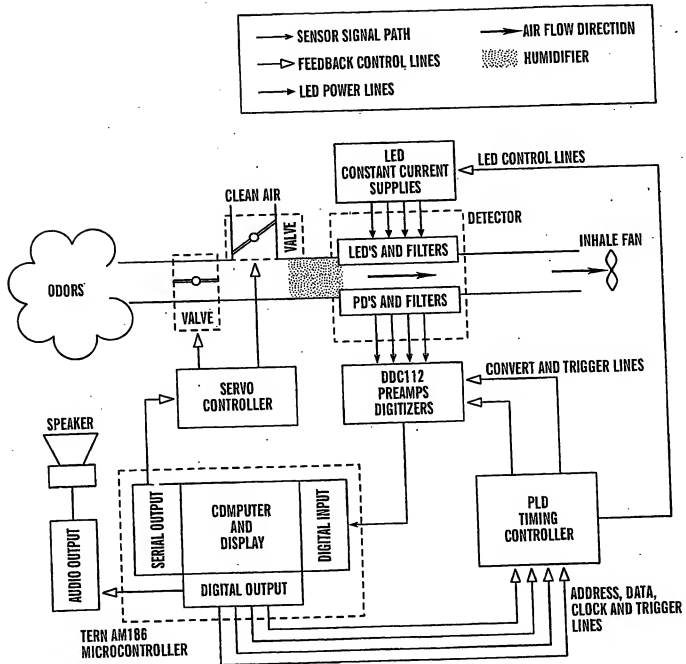 SENSOR SIGNAL PATH
FEEDBACK CONTROL LINES
LED POWER LINES
AIR FLOW DIRECTION
HUMIDIFIER
LED
CONSTANT CURRENT
SUPPLIES
LED CONTROL LINES
CLEAN AIR
VALVE
DETECTOR
LED'S AND FILTERS
INHALE FAN
ODORS
PD'S AND FILTERS
VALVE
SERVO
CONTROLLER
DDC112
PREAMPS
DIGITIZERS
CONVERT AND TRIGGER LINES
SPEAKER
AUDIO OUTPUT
SERIAL OUTPUT
COMPUTER
AND
DISPLAY
DIGITAL INPUT
DIGITAL OUTPUT
PLD
TIMING
CONTROLLER
TERN AM186
MICROCONTROLLER
ADDRESS, DATA,
CLOCK AND TRIGGER
LINES